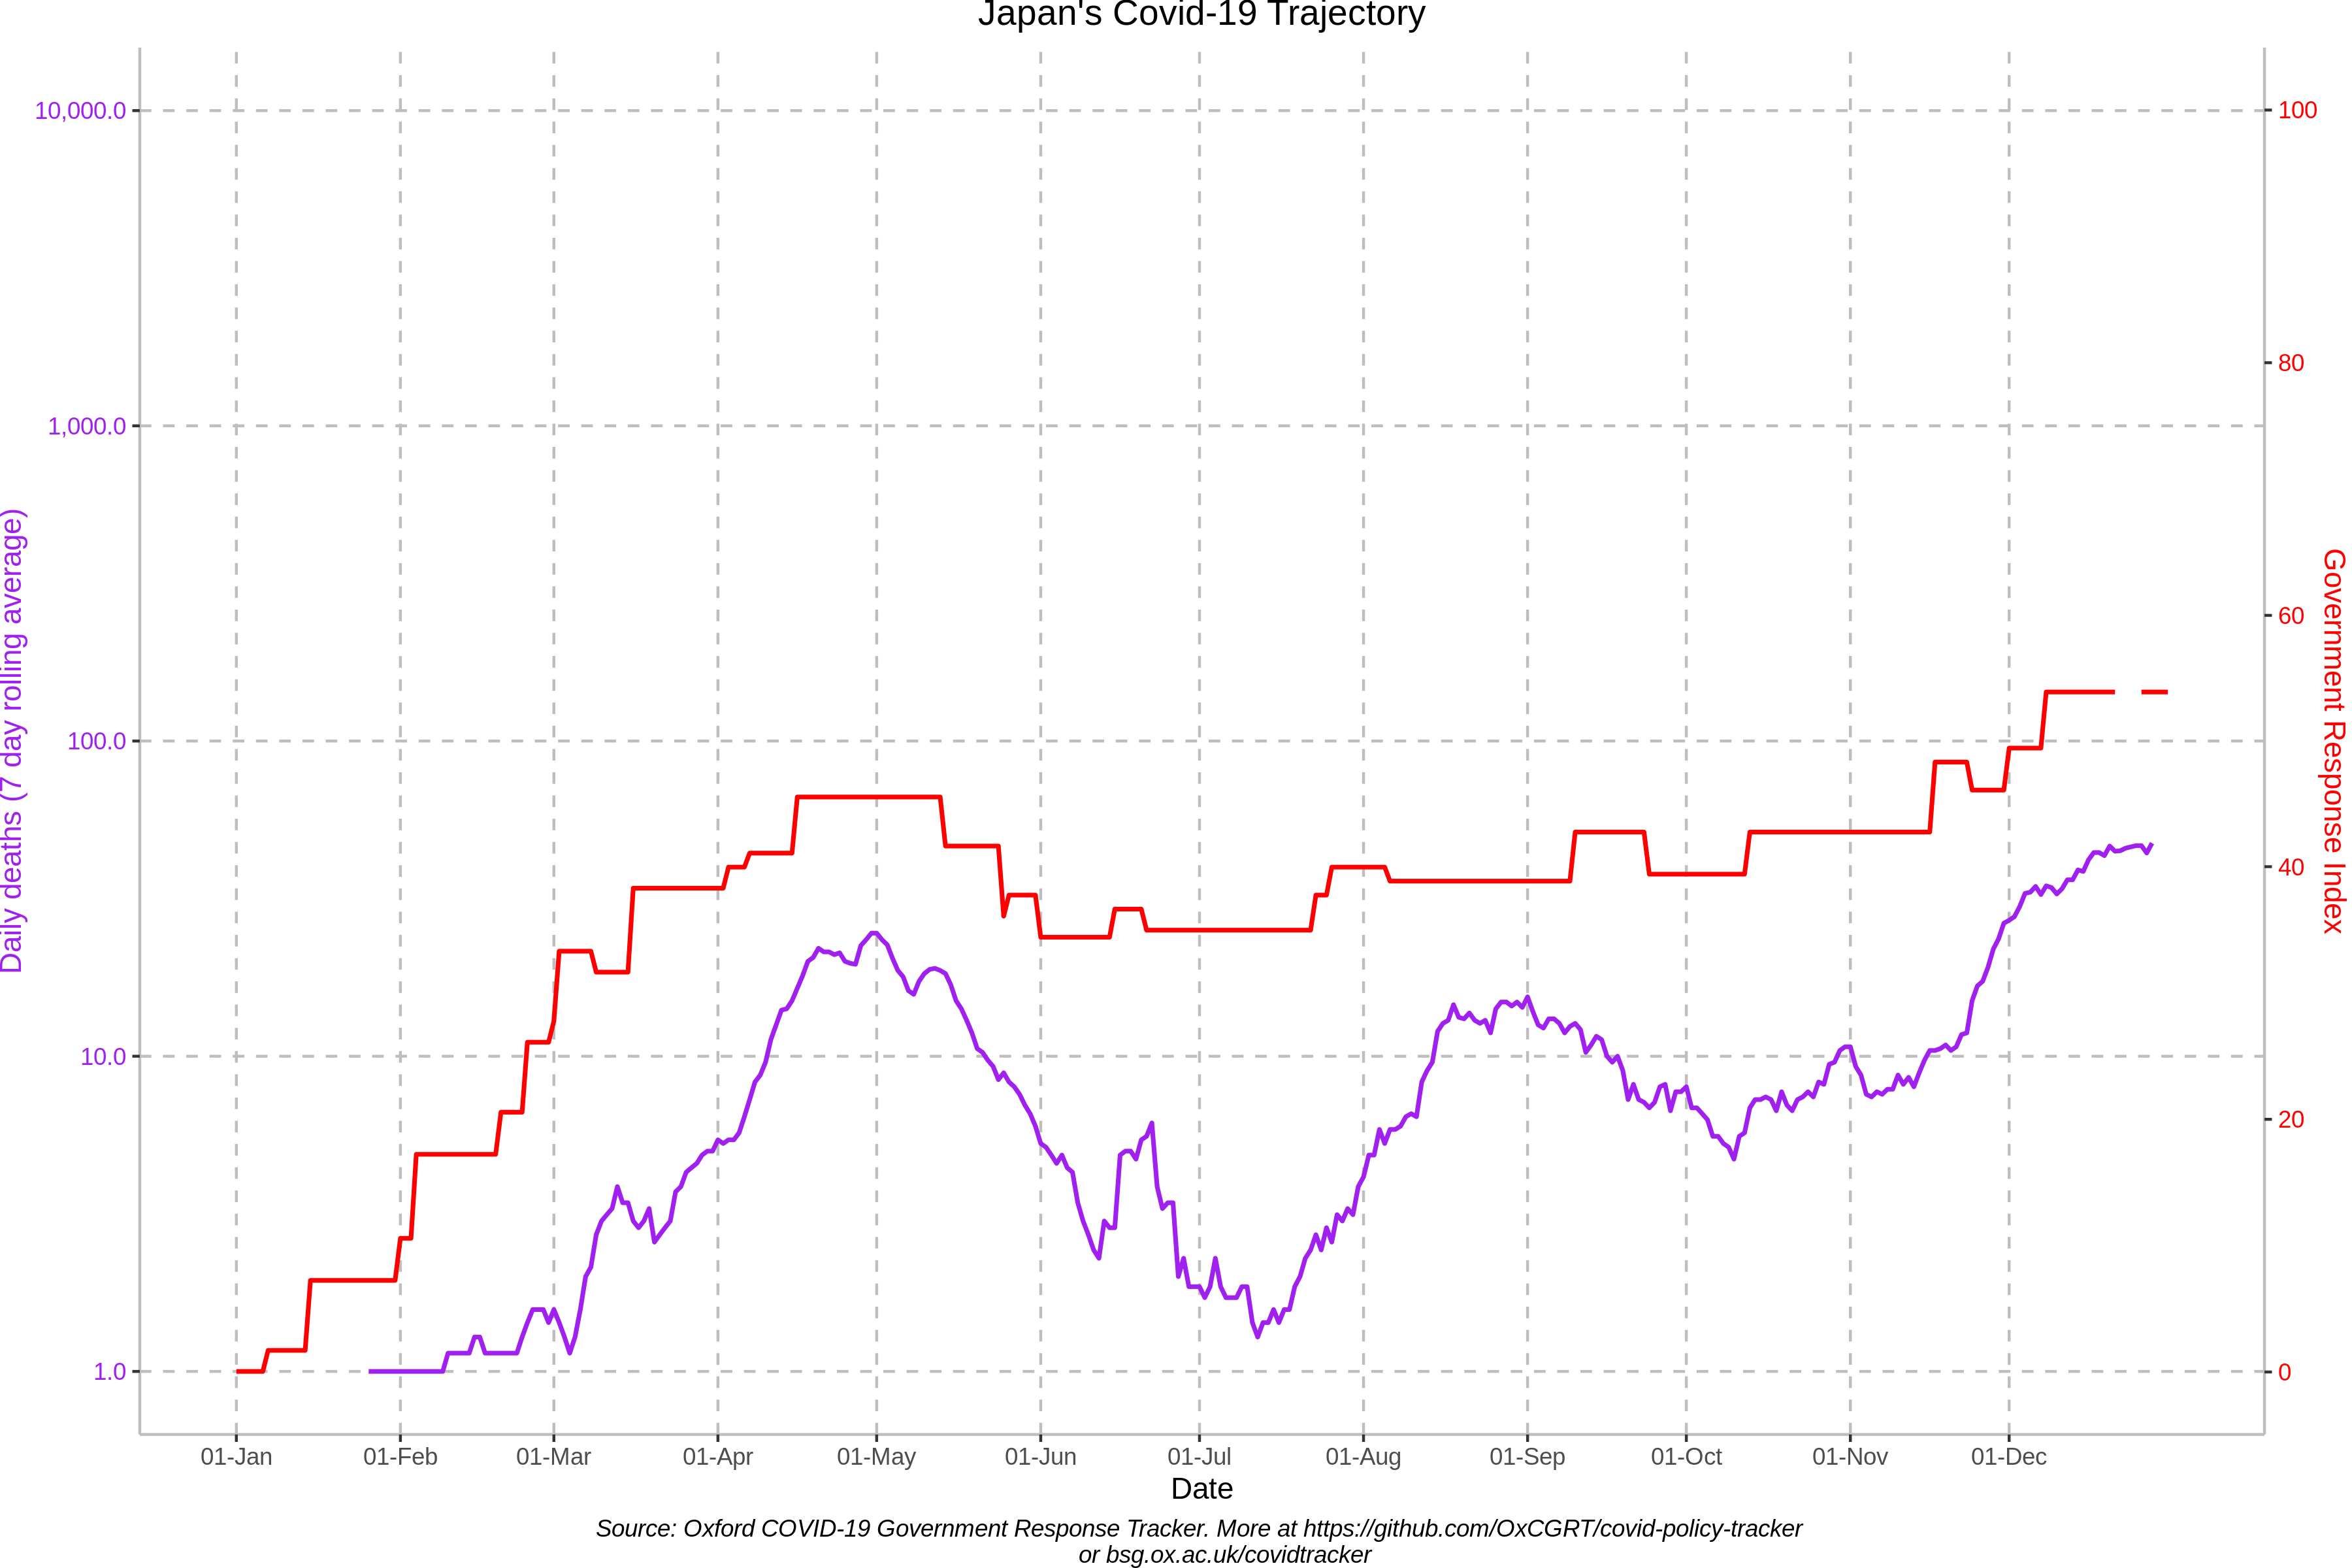 Japan's Covid-19 Trajectory
10,000.0
1,000.0
100.0
10.0
1.0
Daily deaths (7 day rolling average)
100
80
60
40
20
0
Government Response Index
01-Jan
01-Feb
01-Mar
01-Apr
01-May
01-Jun
01-Jul
01-Aug
01-Sep
01-Oct
01-Nov
01-Dec
Date
Source: Oxford COVID-19 Government Response Tracker. More at https://github.com/OxCGRT/covid-policy-tracker
or bsg.ox.ac.uk/covidtracker